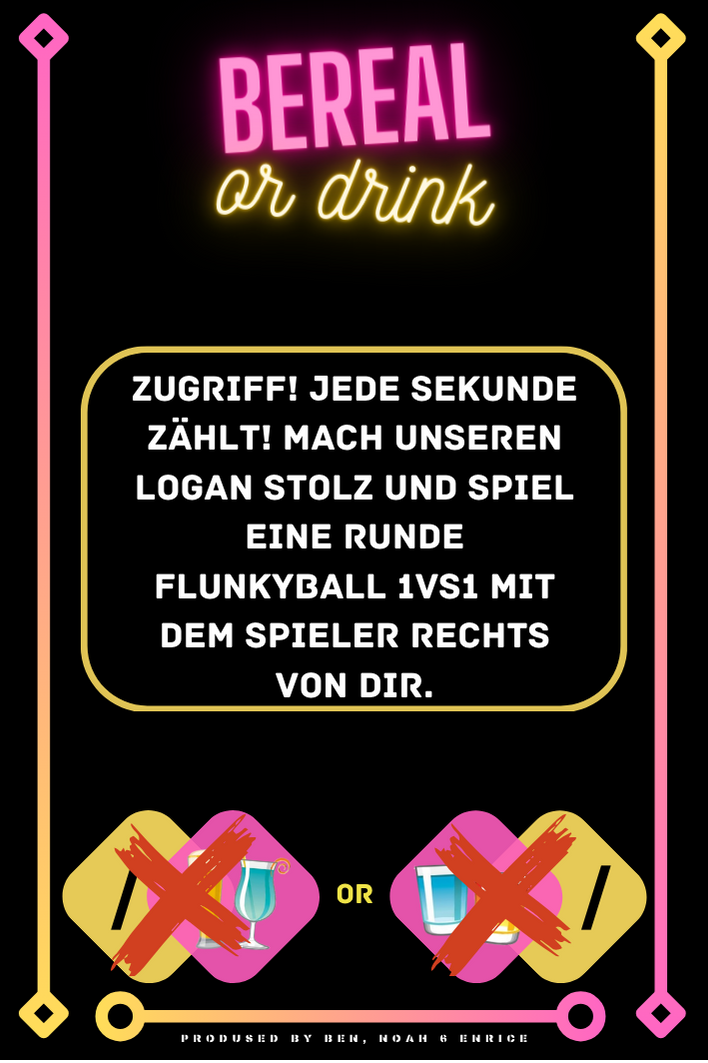 BEREAL
or drink
ZUGRIFF! JEDE SEKUNDE
ZÄHLT! MACH UNSEREN
LOGAN STOLZ UND SPIEL
EINE RUNDE
FLUNKYBALL 1VS1 MIT
DEM SPIELER RECHTS
VON DIR.
/ OR /
PRODUSED BY BEN, NOAH & ENRICE